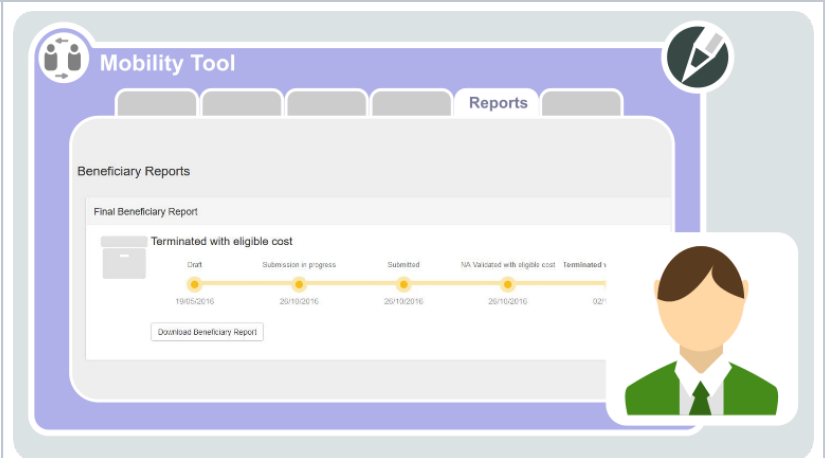 Mobility Tool
Reports
Beneficiary Reports
Final Beneficiary Report
Terminated with eligible cost
Draft Submission in progress Submitted NA Validated with eligible cost Terminated
19/05/2016 26/10/2016 26/10/2016 26/10/2016
Download Beneficiary Report